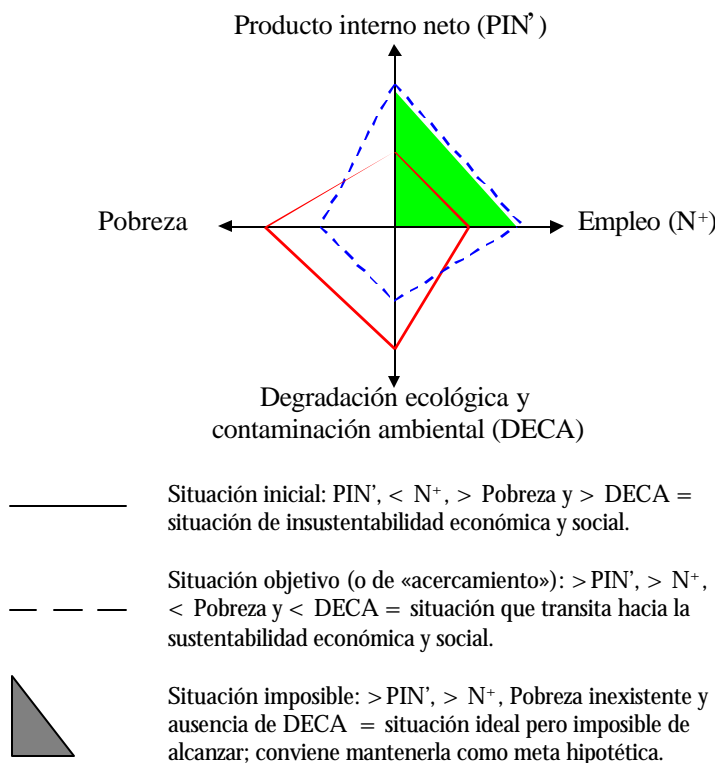 Producto interno neto (PIN’)
Pobreza
Empleo (N+)
Degradación ecológica y
contaminación ambiental (DECA)
Situación inicial: PIN’, < N+, > Pobreza y > DECA =
situación de insustentabilidad económica y social.
Situación objetivo (o de «acercamiento»): > PIN’, > N+,
< Pobreza y < DECA = situación que transita hacia la
sustentabilidad económica y social.
Situación imposible: > PIN’, > N+, Pobreza inexistente y
ausencia de DECA = situación ideal pero imposible de
alcanzar; conviene mantenerla como meta hipotética.